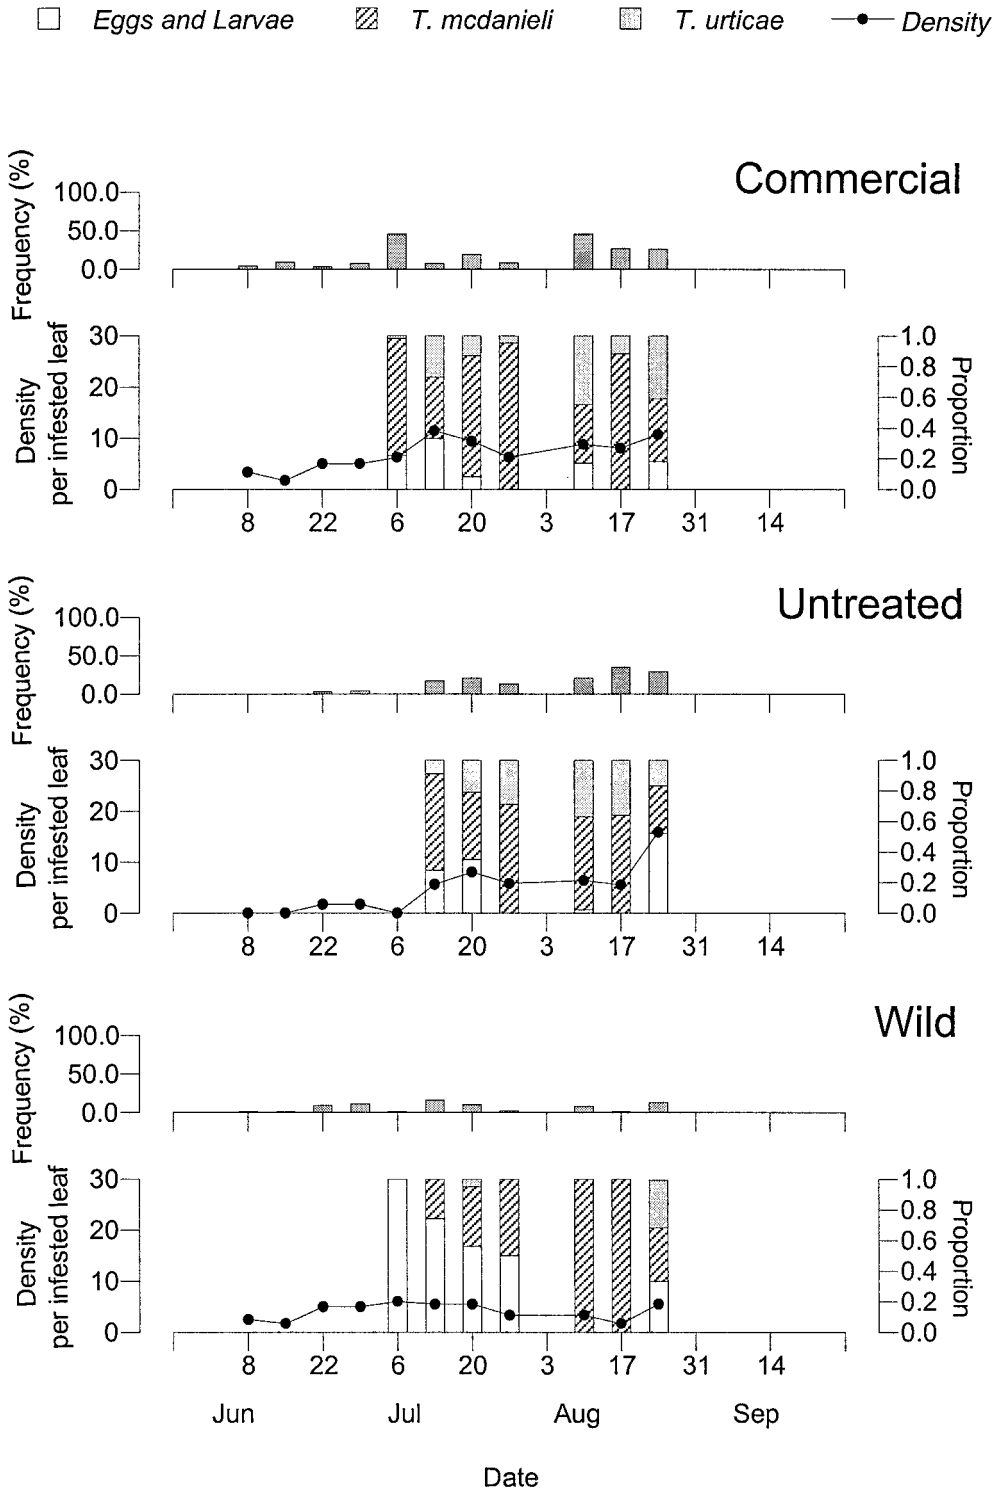 Eggs and Larvae T. mcdanieli T. urticae Density
Commercial
Frequency (%)
100.0
50.0
0.0
Density
per infested leaf
30
20
10
0
1.0
0.8
0.6
0.4
0.2
0.0
Proportion
8 22 6 20 3 17 31 14
Untreated
Frequency (%)
100.0
50.0
0.0
Density
per infested leaf
30
20
10
0
1.0
0.8
0.6
0.4
0.2
0.0
Proportion
8 22 6 20 3 17 31 14
Wild
Frequency (%)
100.0
50.0
0.0
Density
per infested leaf
30
20
10
0
1.0
0.8
0.6
0.4
0.2
0.0
Proportion
8 22 6 20 3 17 31 14
Jun Jul Aug Sep
Date